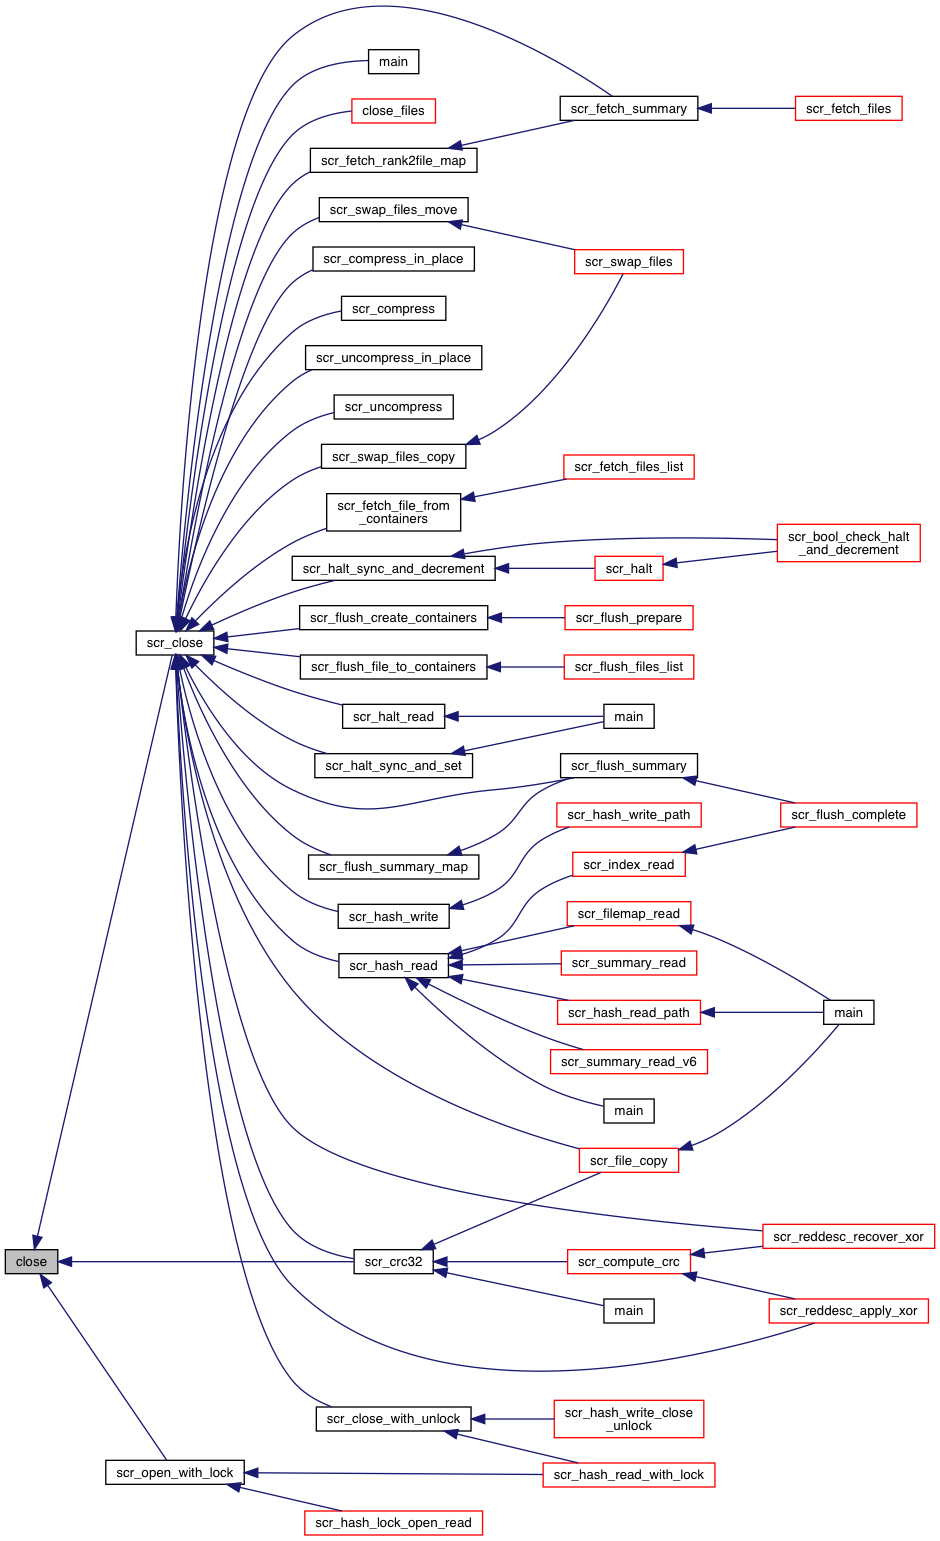 main
close_files
scr_fetch_summary
scr_fetch_files
scr_fetch_rank2file_map
scr_swap_files_move
scr_compress_in_place
scr_swap_files
scr_compress
scr_uncompress_in_place
scr_uncompress
scr_swap_files_copy
scr_fetch_files_list
scr_fetch_file_from
_containers
scr_bool_check_halt
_and_decrement
scr_halt_sync_and_decrement
scr_halt
scr_flush_create_containers
scr_flush_prepare
scr_close
scr_flush_file_to_containers
scr_flush_files_list
scr_halt_read
main
scr_halt_sync_and_set
scr_flush_summary
scr_hash_write_path
scr_flush_complete
scr_flush_summary_map
scr_index_read
scr_hash_write
scr_filemap_read
scr_hash_read
scr_summary_read
scr_hash_read_path
main
scr_summary_read_v6
main
scr_file_copy
scr_reddesc_recover_xor
close
scr_crc32
scr_compute_crc
main
scr_reddesc_apply_xor
scr_close_with_unlock
scr_hash_write_close
_unlock
scr_open_with_lock
scr_hash_read_with_lock
scr_hash_lock_open_read